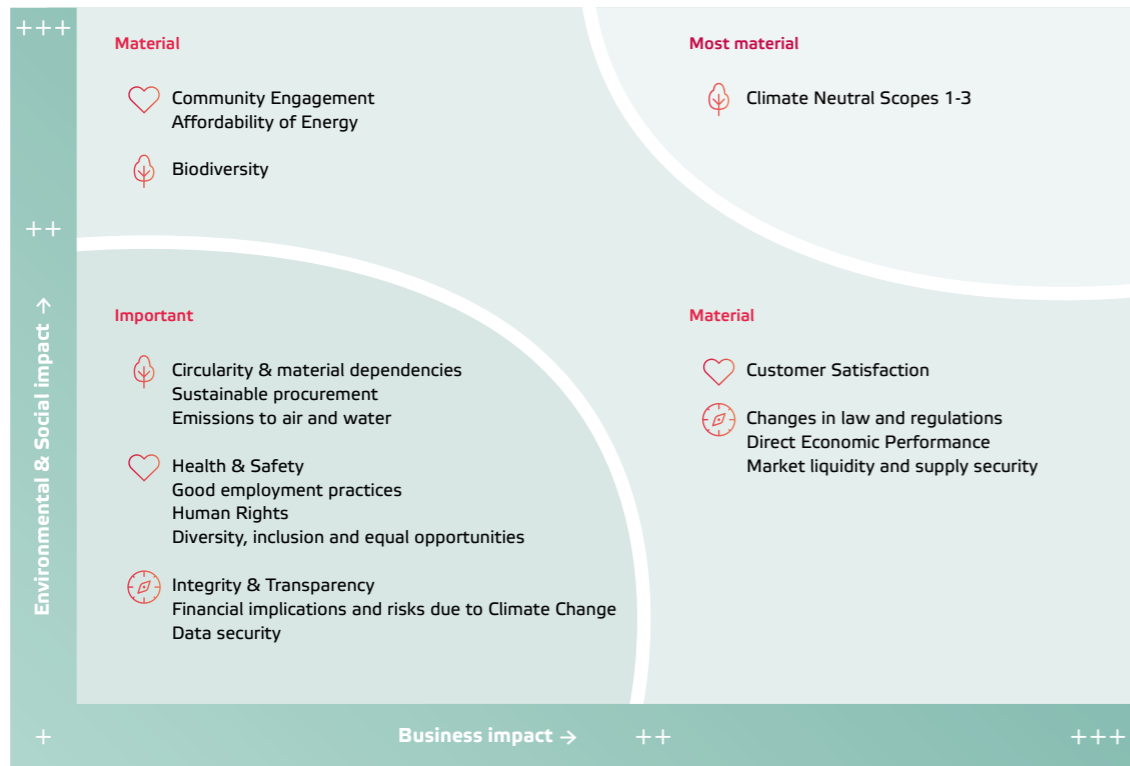 +++
Material
Community Engagement
Affordability of Energy
Biodiversity
Most material
Climate Neutral Scopes 1-3
++
Environmental & Social impact →
Important
Circularity & material dependencies
Sustainable procurement
Emissions to air and water
Health & Safety
Good employment practices
Human Rights
Diversity, inclusion and equal opportunities
Integrity & Transparency
Financial implications and risks due to Climate Change
Data security
Material
Customer Satisfaction
Changes in law and regulations
Direct Economic Performance
Market liquidity and supply security
+
Business impact →
++
+++